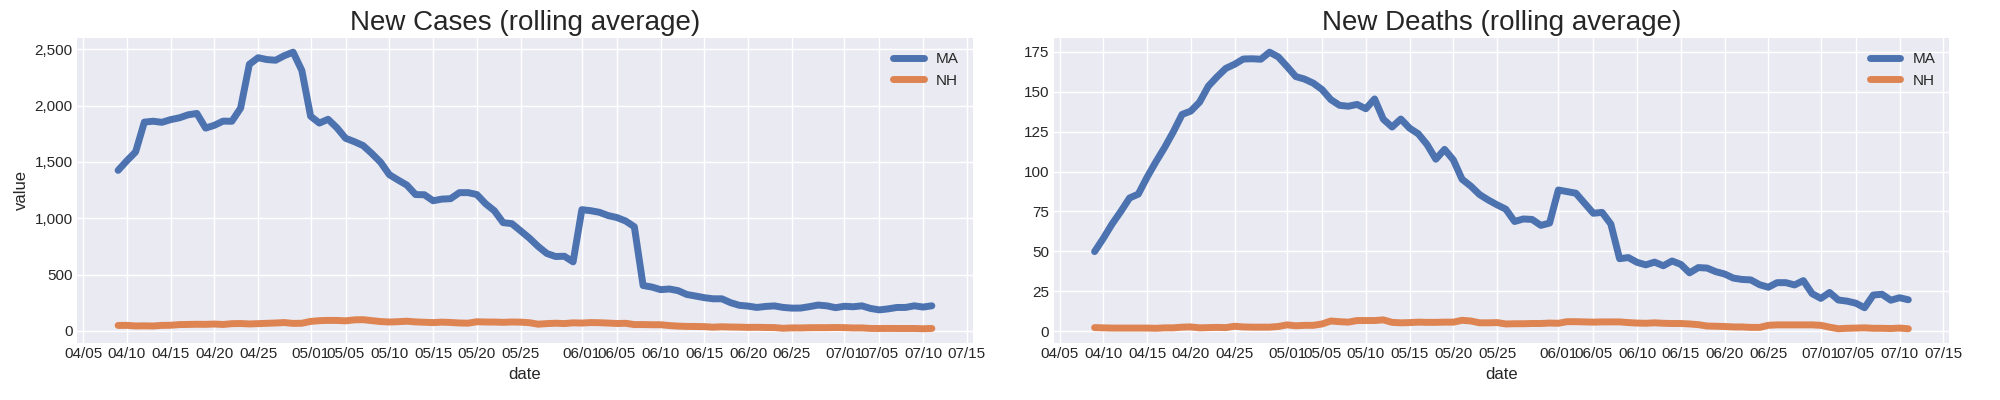 New Cases (rolling average)
2,500
2,000
1,500
1,000
500
0
value
MA
NH
04/05 04/10 04/15 04/20 04/25 05/01 05/05 05/10 05/15 05/20 05/25 06/01 06/05 06/10 06/15 06/20 06/25 07/01 07/05 07/10 07/15
date
New Deaths (rolling average)
175
150
125
100
75
50
25
0
MA
NH
04/05 04/10 04/15 04/20 04/25 05/01 05/05 05/10 05/15 05/20 05/25 06/01 06/05 06/10 06/15 06/20 06/25 07/01 07/05 07/10 07/15
date